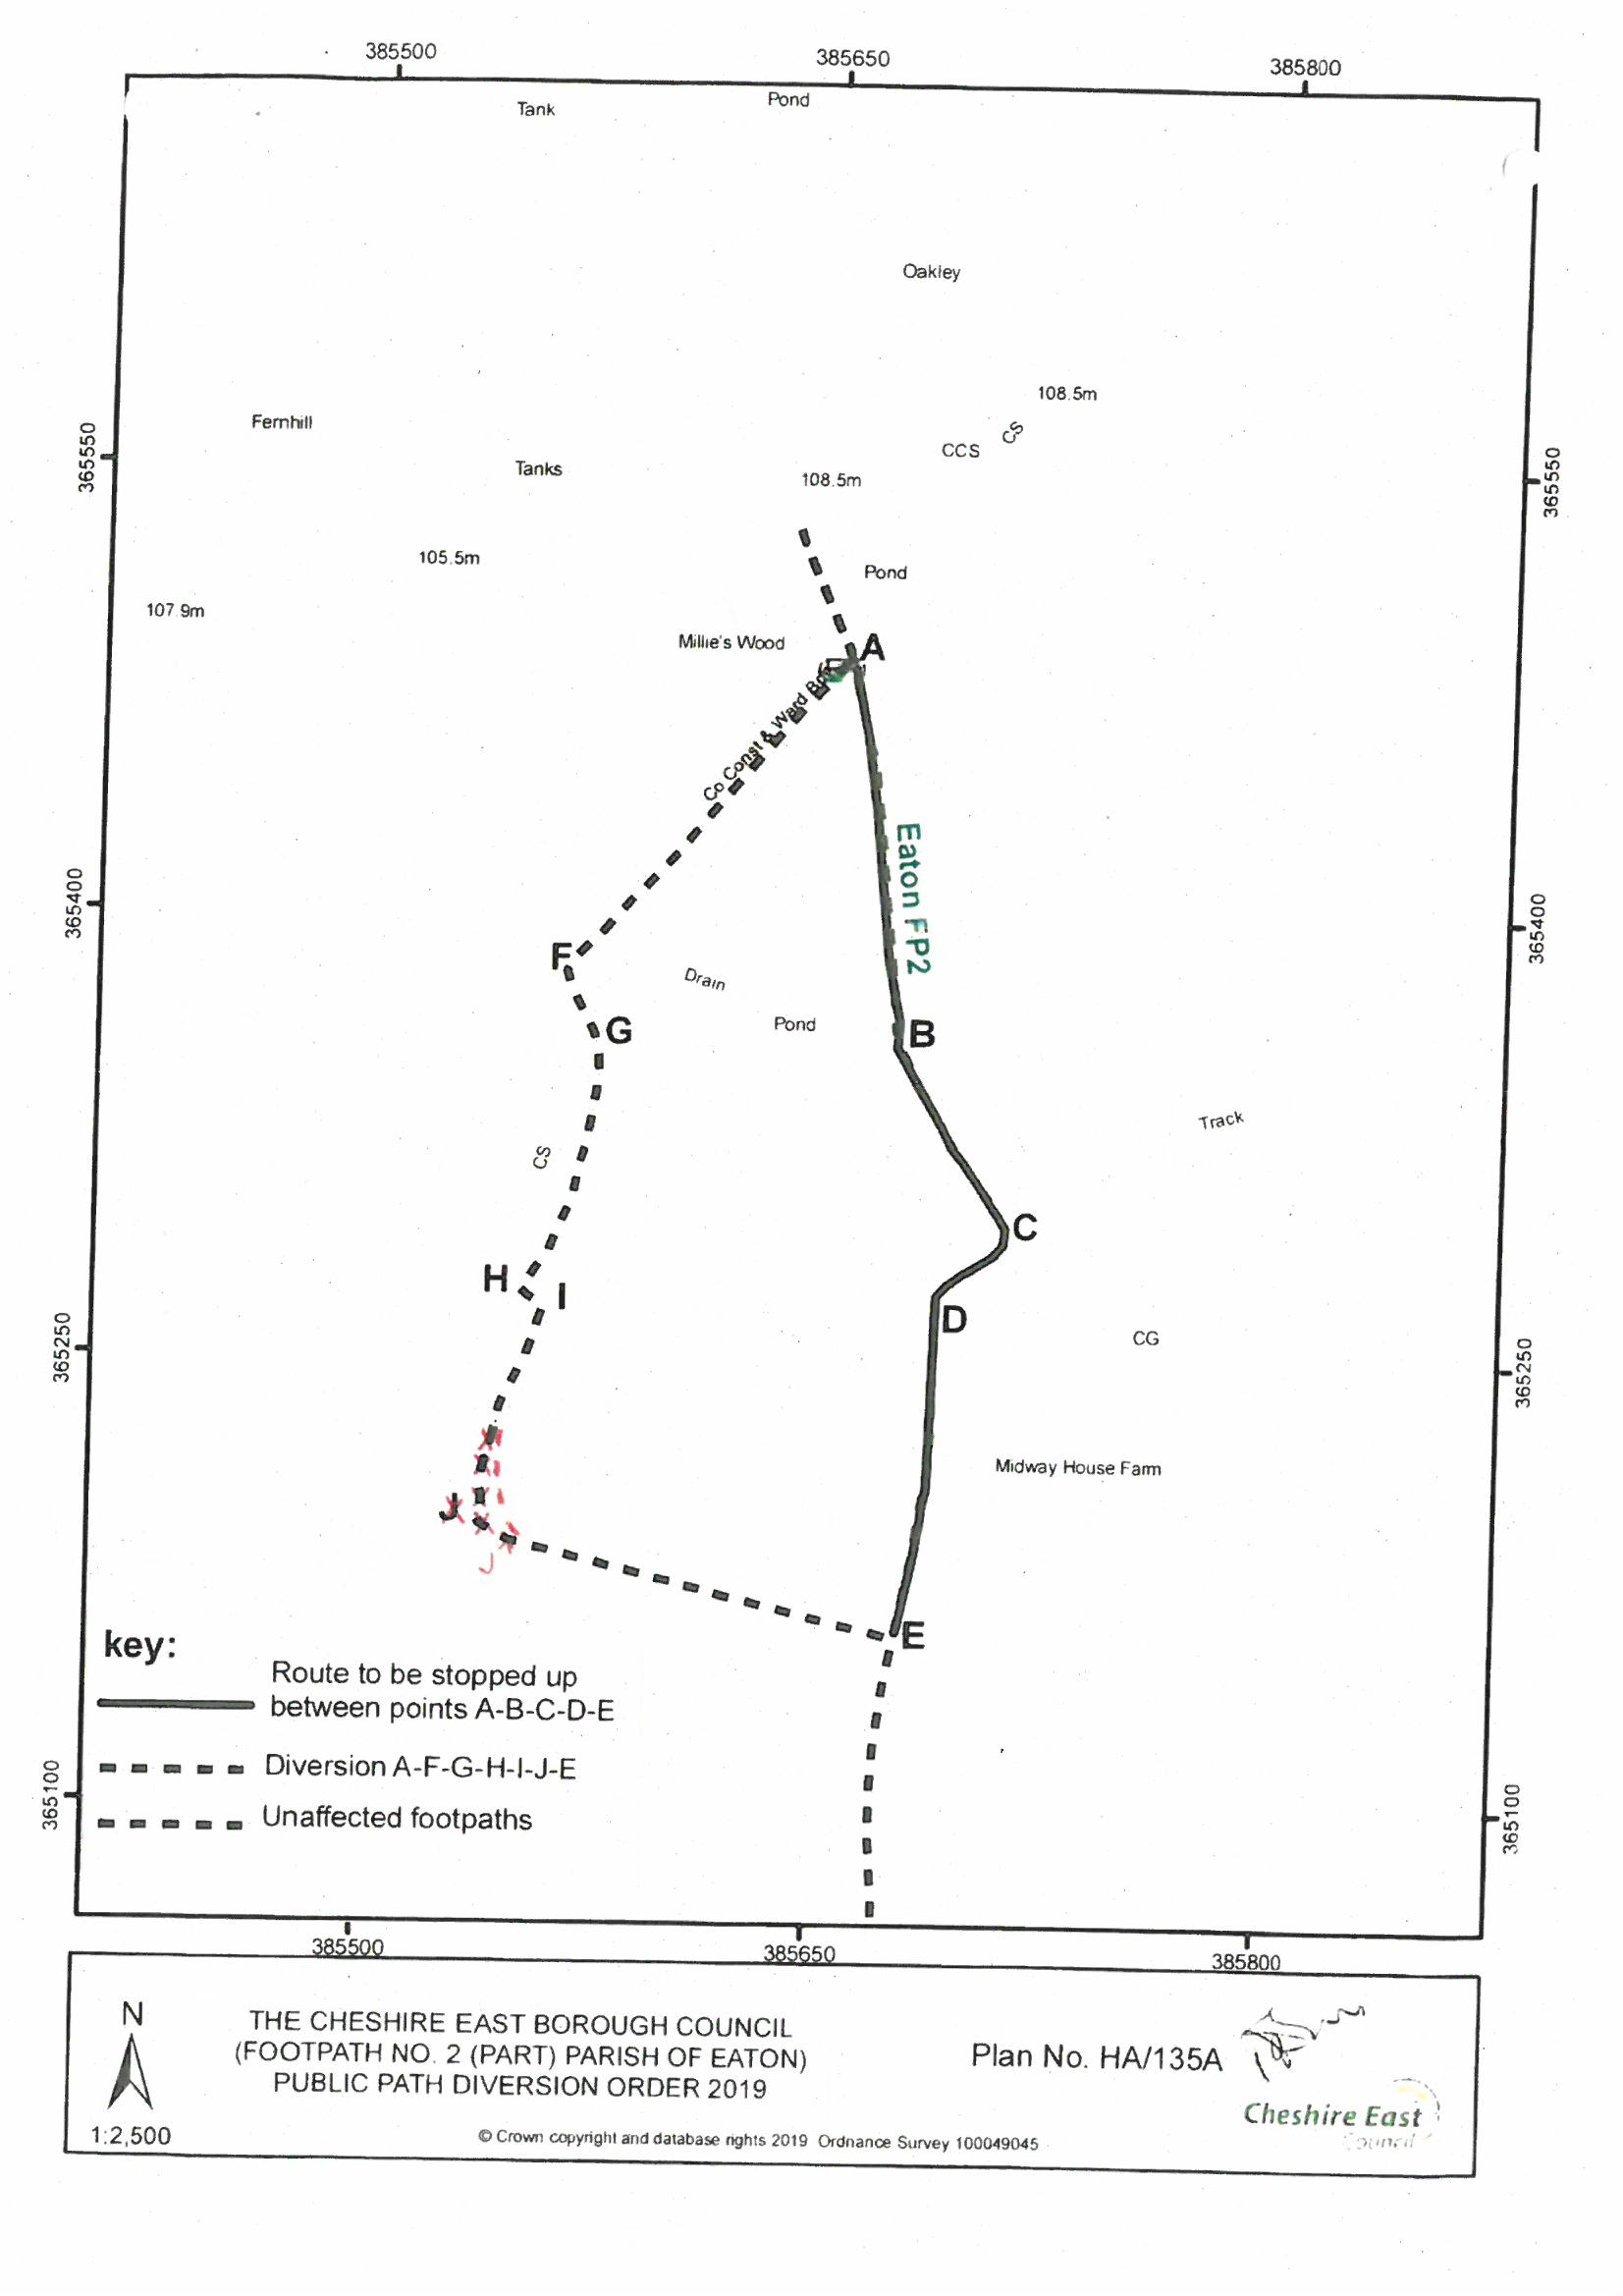 385500
385650
385800
Tank
Pond
Oakley
108.5m
Fernhill
CS
CCS
365550
Tanks
108.5m
365550
105.5m
Pond
107.9m
Millie's Wood
A
Co Const & Ward Bdy
Eaton FP2
365400
365400
F
Drain
G
Pond
B
Track
CS
C
H
I
D
CG
365250
365250
Midway House Farm
J
J
E
key:
Route to be stopped up
between points A-B-C-D-E
Diversion A-F-G-H-I-J-E
Unaffected footpaths
365100
365100
385500
385650
385800
N
1:2,500
THE CHESHIRE EAST BOROUGH COUNCIL
(FOOTPATH NO. 2 (PART) PARISH OF EATON)
PUBLIC PATH DIVERSION ORDER 2019
Plan No. HA/135A
Cheshire East
Council
© Crown copyright and database rights 2019 Ordnance Survey 100049045